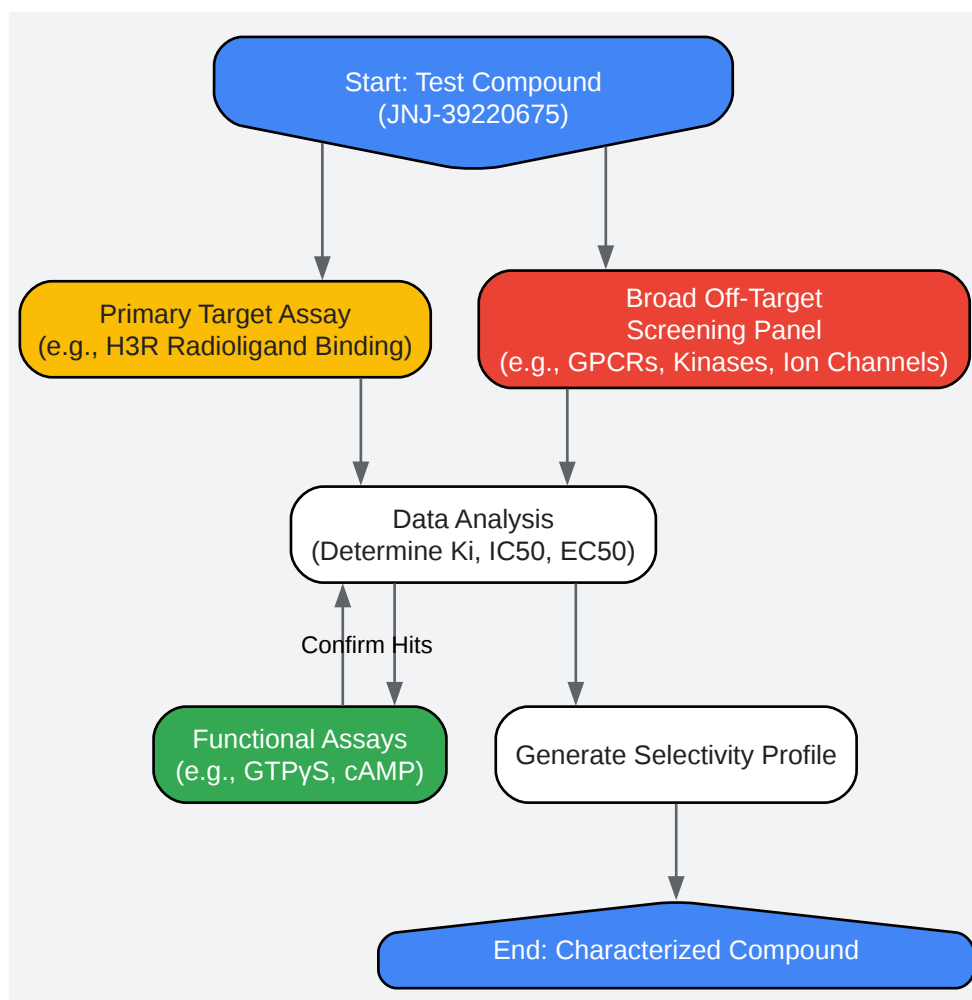 Start: Test Compound
(JNJ-39220675)
Primary Target Assay
(e.g., H3R Radioligand Binding)
Broad Off-Target
Screening Panel
(e.g., GPCRs, Kinases, Ion Channels)
Data Analysis
(Determine Ki, IC50, EC50)
Confirm Hits
Functional Assays
(e.g., GTPγS, cAMP)
Generate Selectivity Profile
End: Characterized Compound